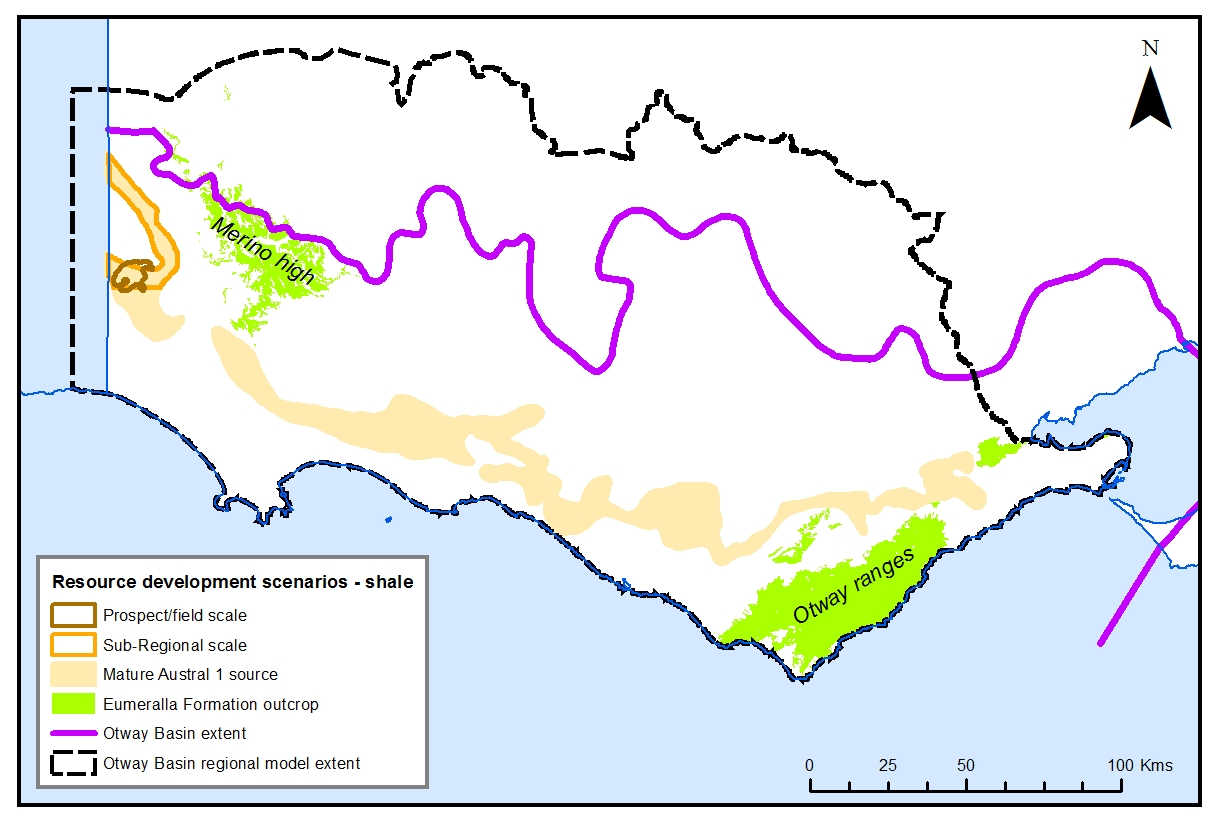 N
Merino high
Otway ranges
Resource development scenarios - shale
Prospect/field scale
Sub-Regional scale
Mature Austral 1 source
Eumeralla Formation outcrop
Otway Basin extent
Otway Basin regional model extent
0 25 50 100 Kms